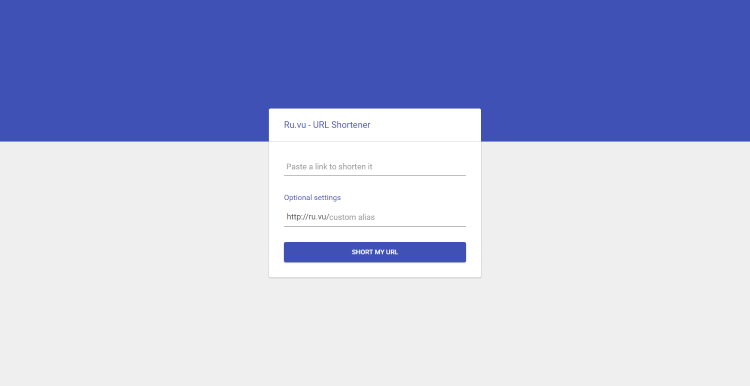 Ru.vu - URL Shortener
Paste a link to shorten it
Optional settings
http://ru.vu/custom alias
SHORT MY URL